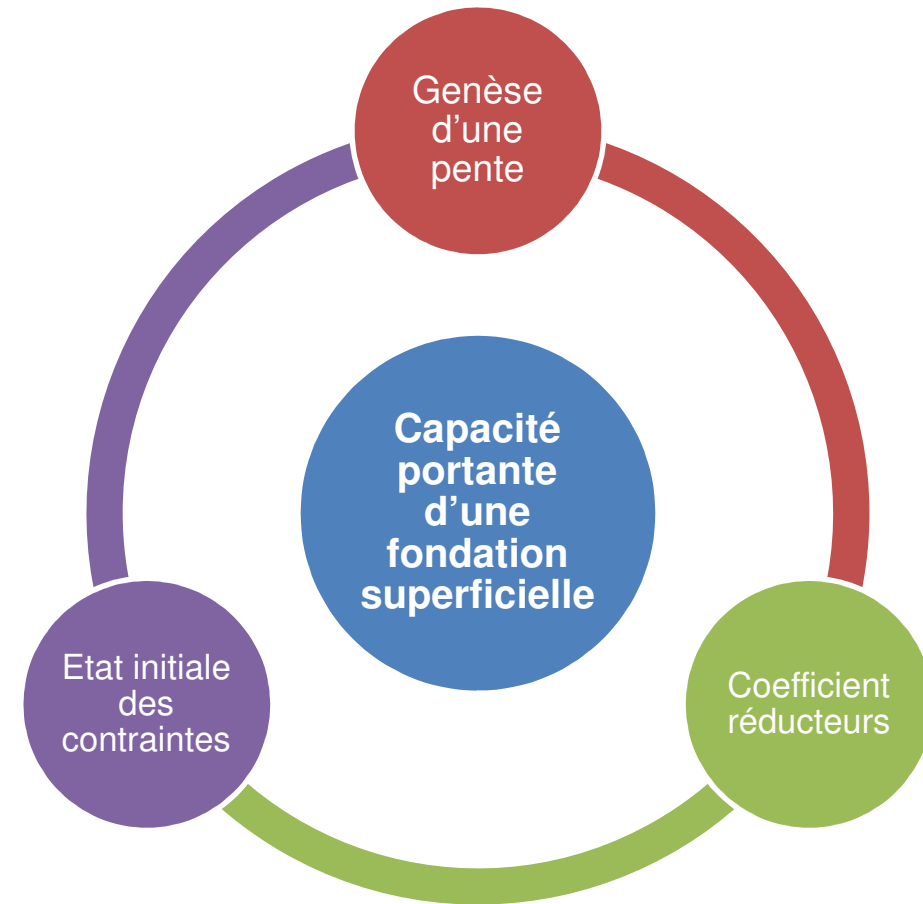 Genèse
d’une
pente
Capacité
portante
d’une
fondation
superficielle
Etat initiale
des
contraintes
Coefficient
réducteurs